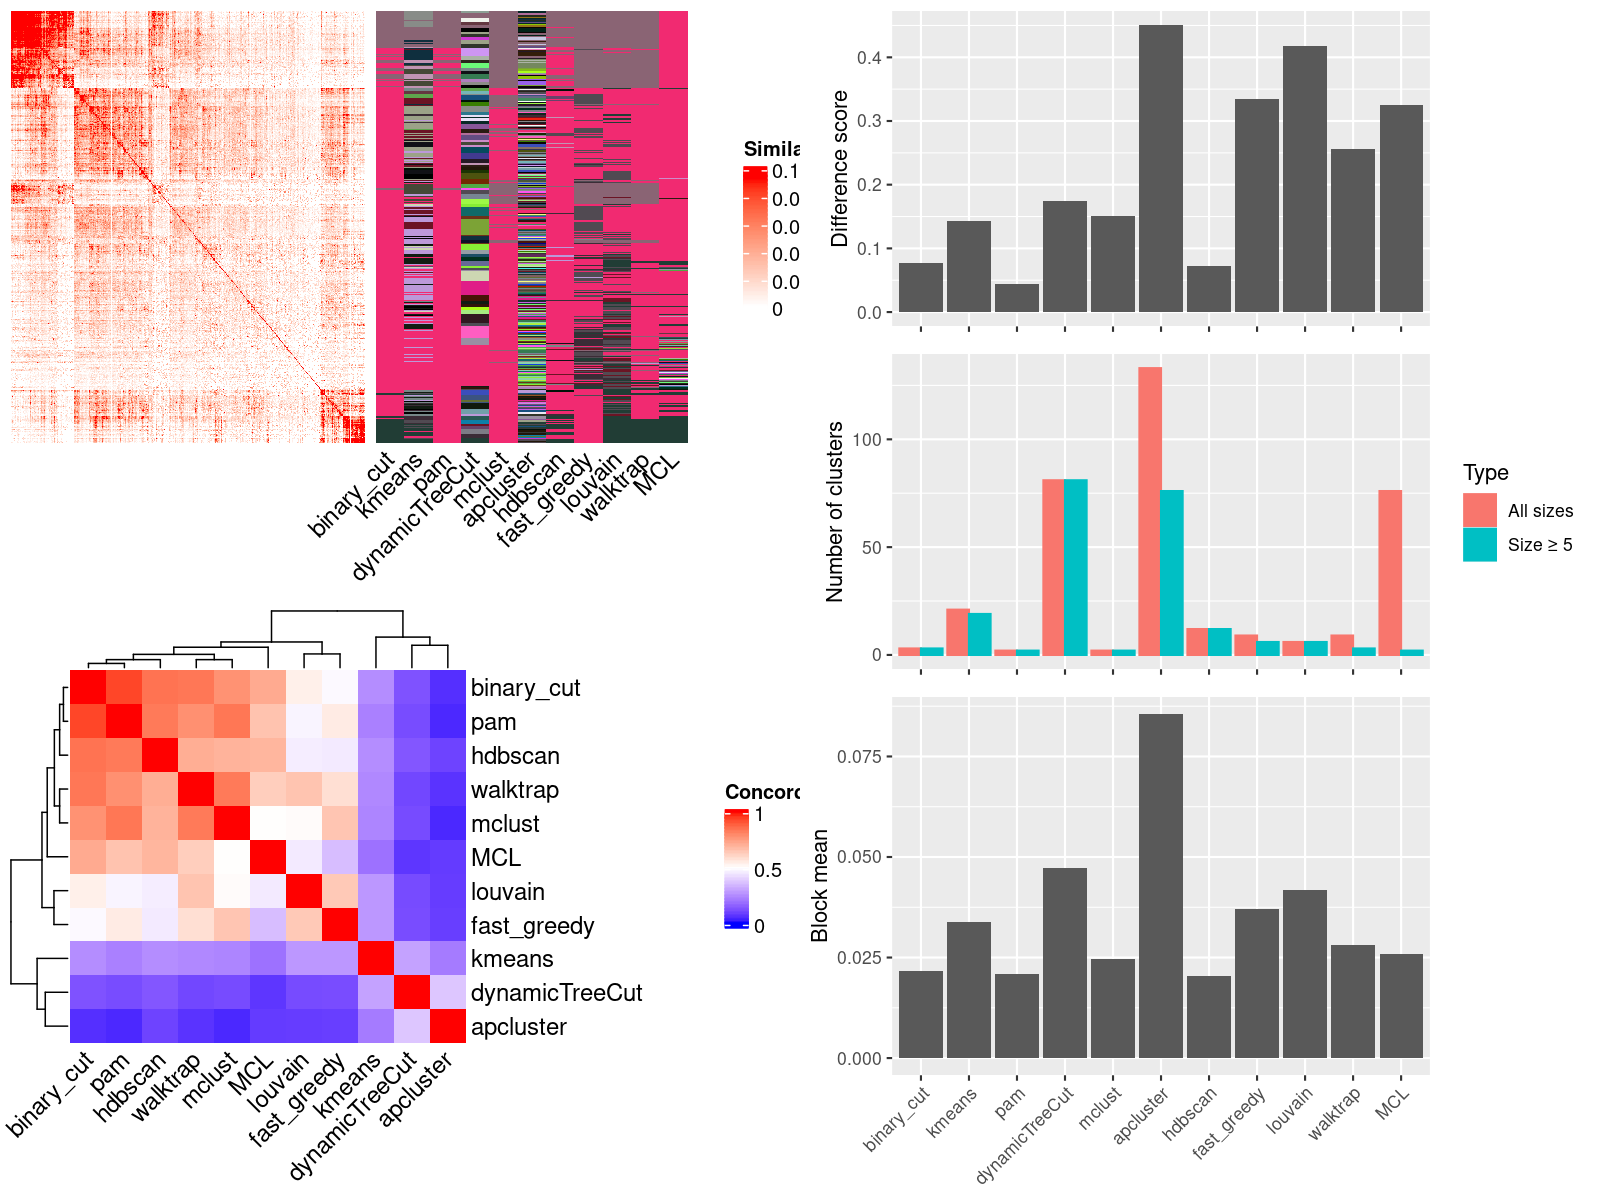 Simila
0.1
0.0
0.0
0.0
0.0
0
binary_cut
kmeans
pam
dynamicTreeCut
mclust
apcluster
hdbscan
fast_greedy
louvain
walktrap
MCL
binary_cut
pam
hdbscan
walktrap
mclust
MCL
louvain
fast_greedy
kmeans
dynamicTreeCut
apcluster
binary_cut
pam
hdbscan
walktrap
mclust
MCL
louvain
fast_greedy
kmeans
dynamicTreeCut
apcluster
Concord
1
0.5
0
Difference score
0.4
0.3
0.2
0.1
0.0
Number of clusters
100
50
0
Type
All sizes
Size ≥ 5
Block mean
0.075
0.050
0.025
0.000
binary_cut
kmeans
pam
dynamicTreeCut
mclust
apcluster
hdbscan
fast_greedy
louvain
walktrap
MCL